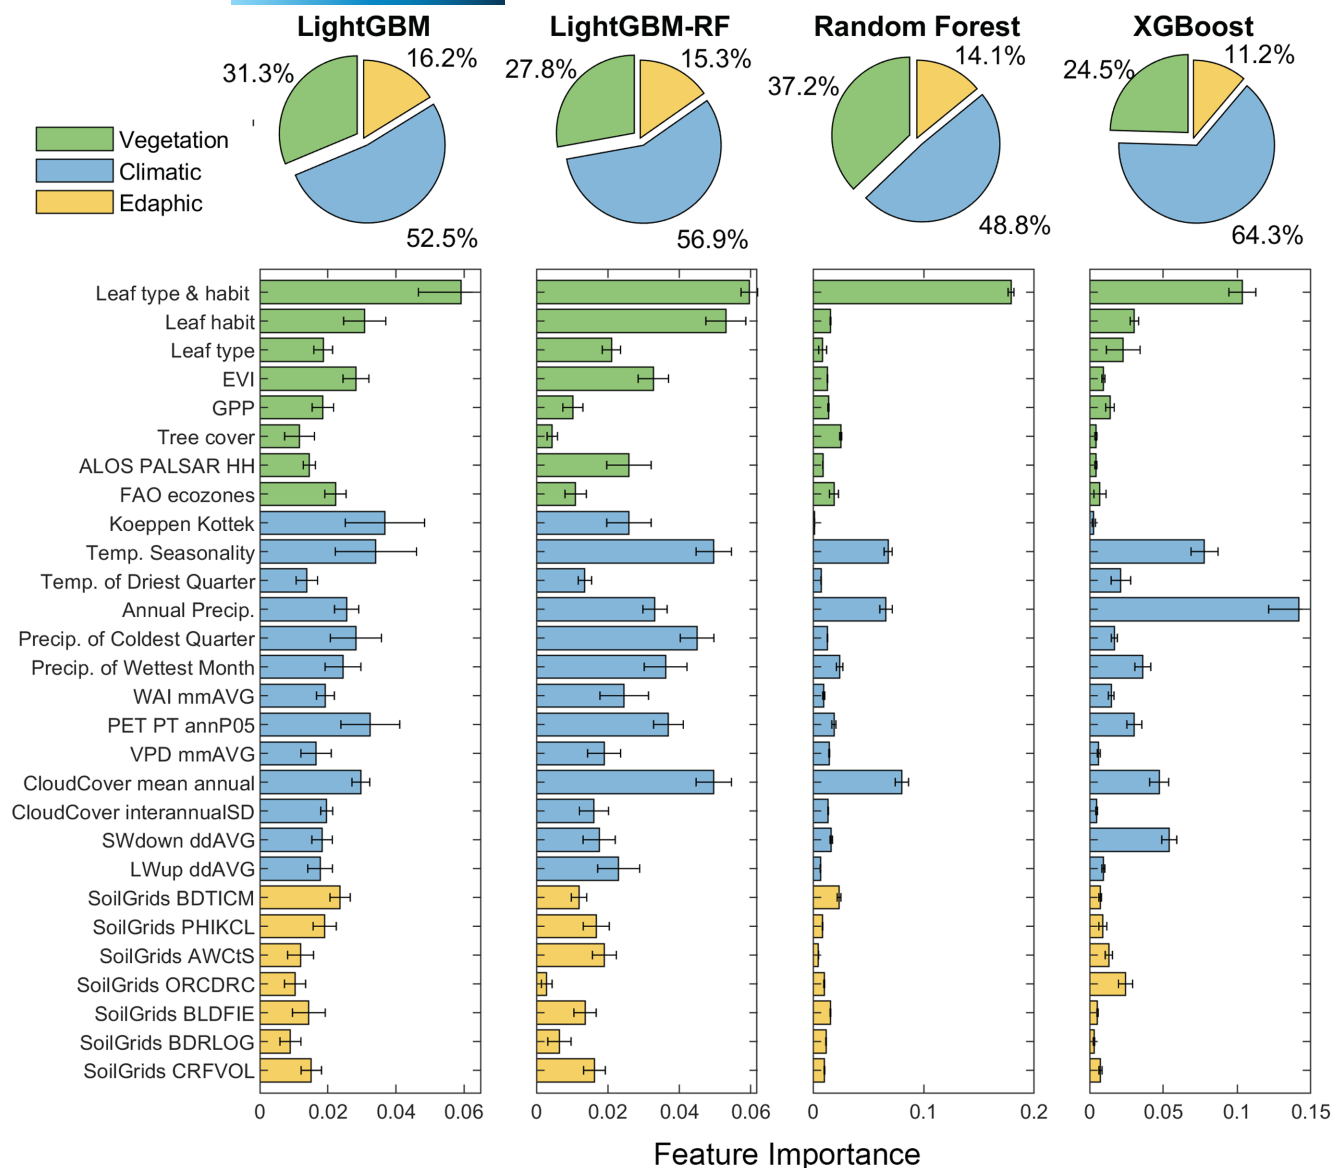 LightGBM
LightGBM-RF
Random Forest
XGBoost
31.3%
16.2%
52.5%
27.8%
15.3%
56.9%
37.2%
14.1%
48.8%
24.5%
11.2%
64.3%
Vegetation
Climatic
Edaphic
Leaf type & habit
Leaf habit
Leaf type
EVI
GPP
Tree cover
ALOS PALSAR HH
FAO ecozones
Koeppen Kottek
Temp. Seasonality
Temp. of Driest Quarter
Annual Precip.
Precip. of Coldest Quarter
Precip. of Wettest Month
WAI mmAVG
PET PT annP05
VPD mmAVG
CloudCover mean annual
CloudCover interannualSD
SWdown ddAVG
LWup ddAVG
SoilGrids BDTICM
SoilGrids PHIKCL
SoilGrids AWCtS
SoilGrids ORCDRC
SoilGrids BLDFIE
SoilGrids BDRLOG
SoilGrids CRFVOL
0 0.02 0.04 0.06
0 0.02 0.04 0.06
0 0.1 0.2
0 0.05 0.1 0.15
Feature Importance